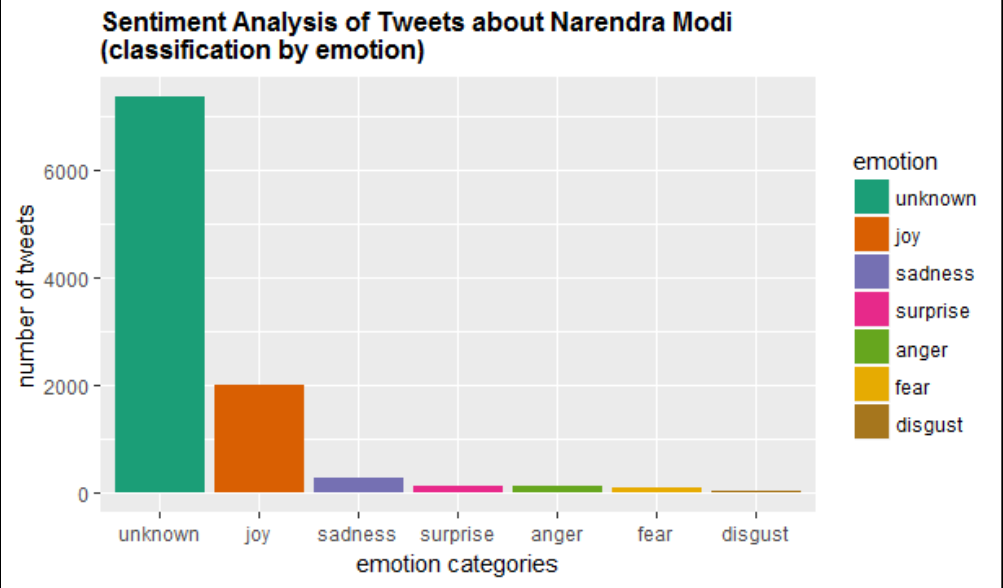 Sentiment Analysis of Tweets about Narendra Modi
(classification by emotion)
number of tweets
6000
4000
2000
0
unknown joy sadness surprise anger fear disgust
emotion categories
emotion
unknown
joy
sadness
surprise
anger
fear
disgust